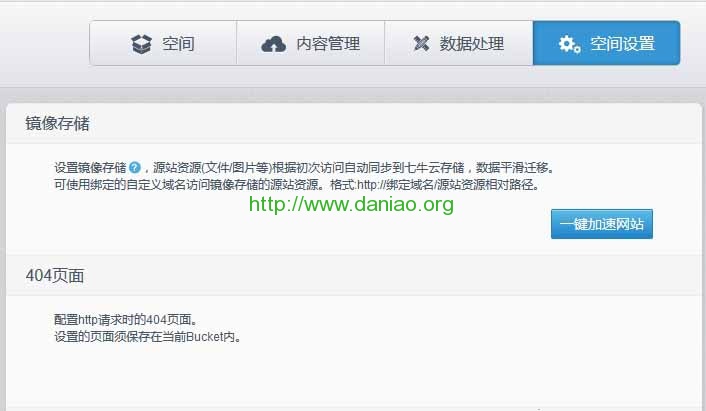 空间
内容管理
数据处理
空间设置
镜像存储
设置镜像存储?，源站资源(文件/图片等)根据初次访问自动同步到七牛云存储，数据平滑迁移。
可使用绑定的自定义域名访问镜像存储的源站资源。格式:http://绑定域名/源站资源相对路径。
http://www.daniao.org
一键加速网站
404页面
配置http请求时的404页面。
设置的页面须保存在当前Bucket内。